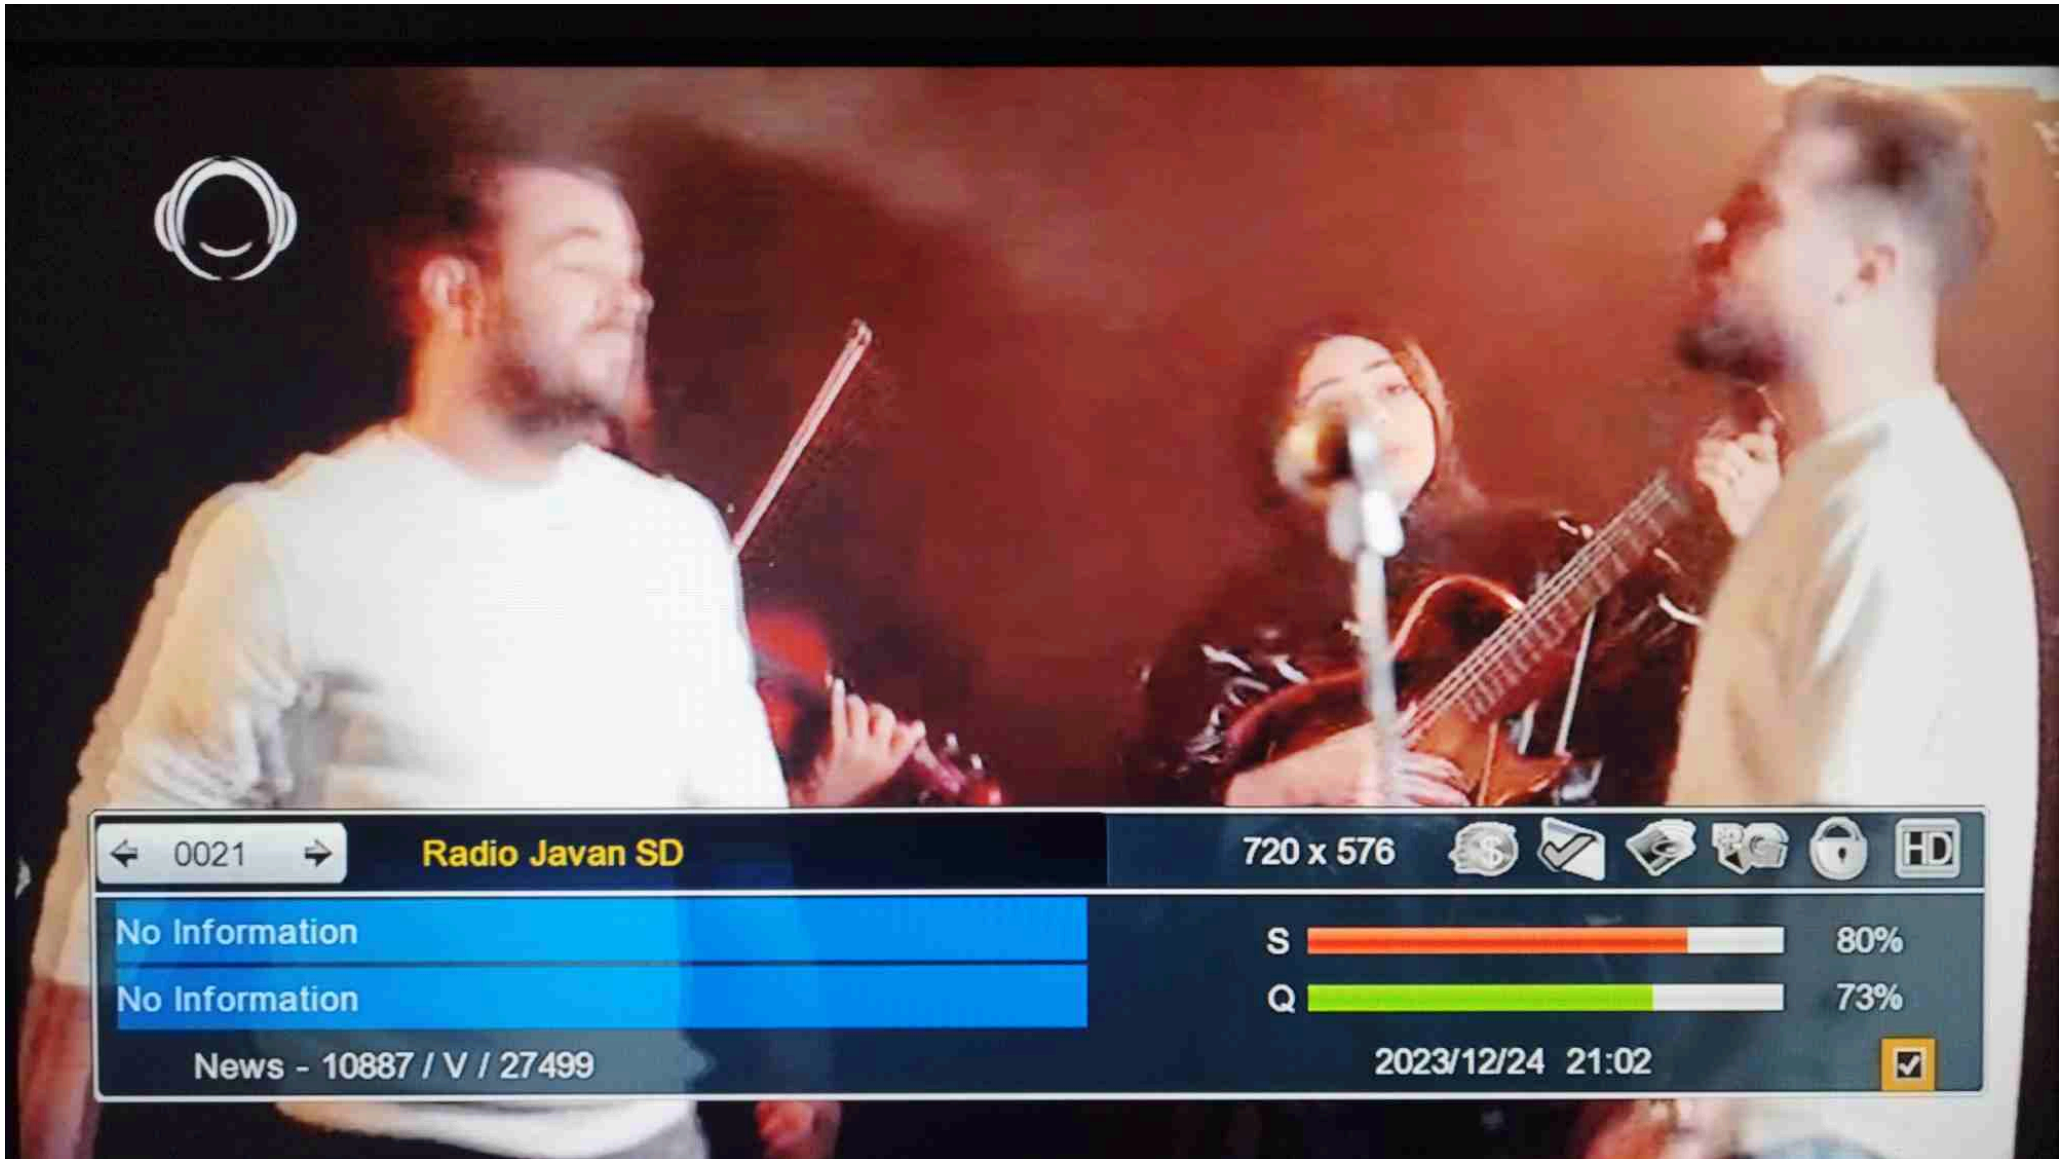 0021
Radio Javan SD
720 x 576
$
HD
No Information
S
80%
No Information
Q
73%
News - 10887 / V / 27499
2023/12/24 21:02